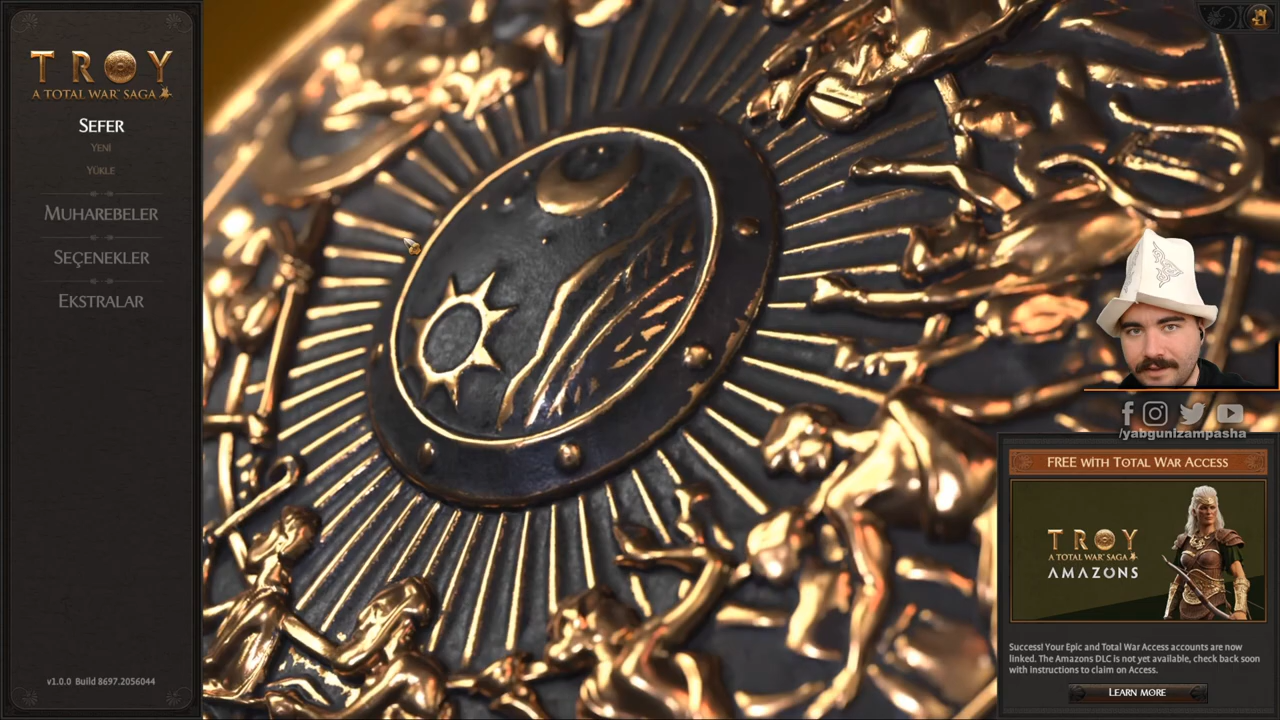 TROY
A TOTAL WAR SAGA
SEFER
YENİ
YÜKLE
MUHAREBELER
SEÇENEKLER
EKSTRALAR
v1.0.0 Build 8697.2056044
/yabgunizampasha
FREE WITH TOTAL WAR ACCESS
TROY
A TOTAL WAR SAGA
AMAZONS
Success! Your Epic and Total War Access accounts are now
linked. The Amazons DLC is not yet available, check back soon
with instructions to claim on Access.
LEARN MORE